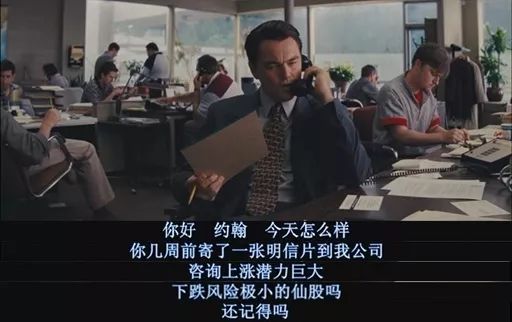 你好 约翰 今天怎么样
你几周前寄了一张明信片到我公司
咨询上涨潜力巨大
下跌风险极小的仙股吗
还记得吗